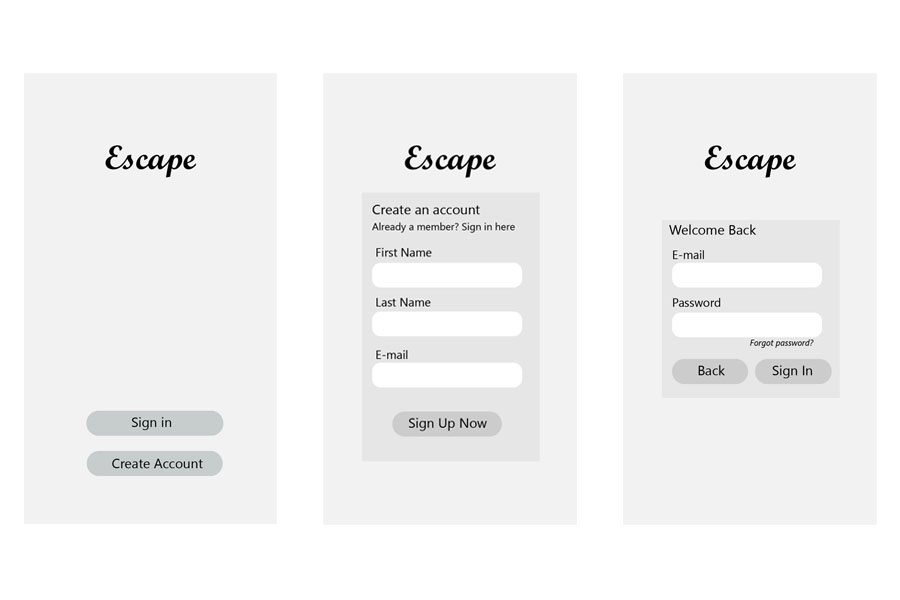 Escape
Sign in
Create Account
Escape
Create an account
Already a member? Sign in here
First Name
Last Name
E-mail
Sign Up Now
Escape
Welcome Back
E-mail
Password
Forgot password?
Back
Sign In